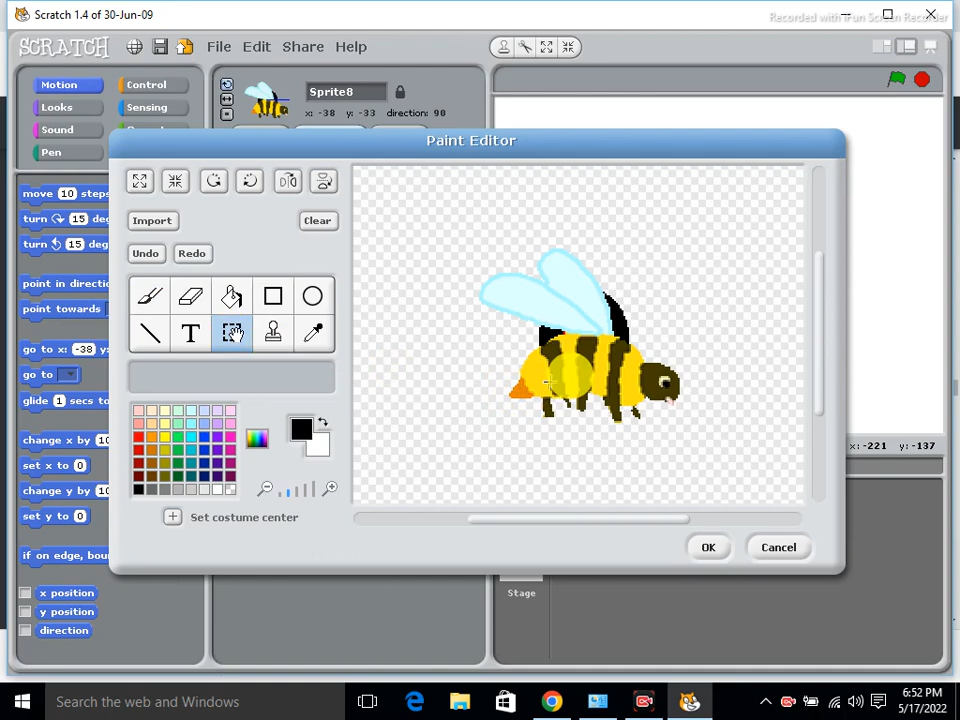 Scratch 1.4 of 30-Jun-09
Recorded with iFun Screen Recorder
SCRATCH File Edit Share Help
Motion Control
Looks Sensing
Sound
Pen
Sprite8
x: -38 y: -33 direction: 90
Paint Editor
move 10 steps
turn 15 deg
turn 15 deg
point in directi
point towards
go to x: -38 y:
go to
glide 1 secs to
change x by 10
set x to 0
change y by 10
set y to 0
if on edge, bou
x position
y position
direction
Import Clear
Undo Redo
T
Set costume center
OK Cancel
x: -221 y: -137
Stage
Search the web and Windows
6:52 PM
5/17/2022